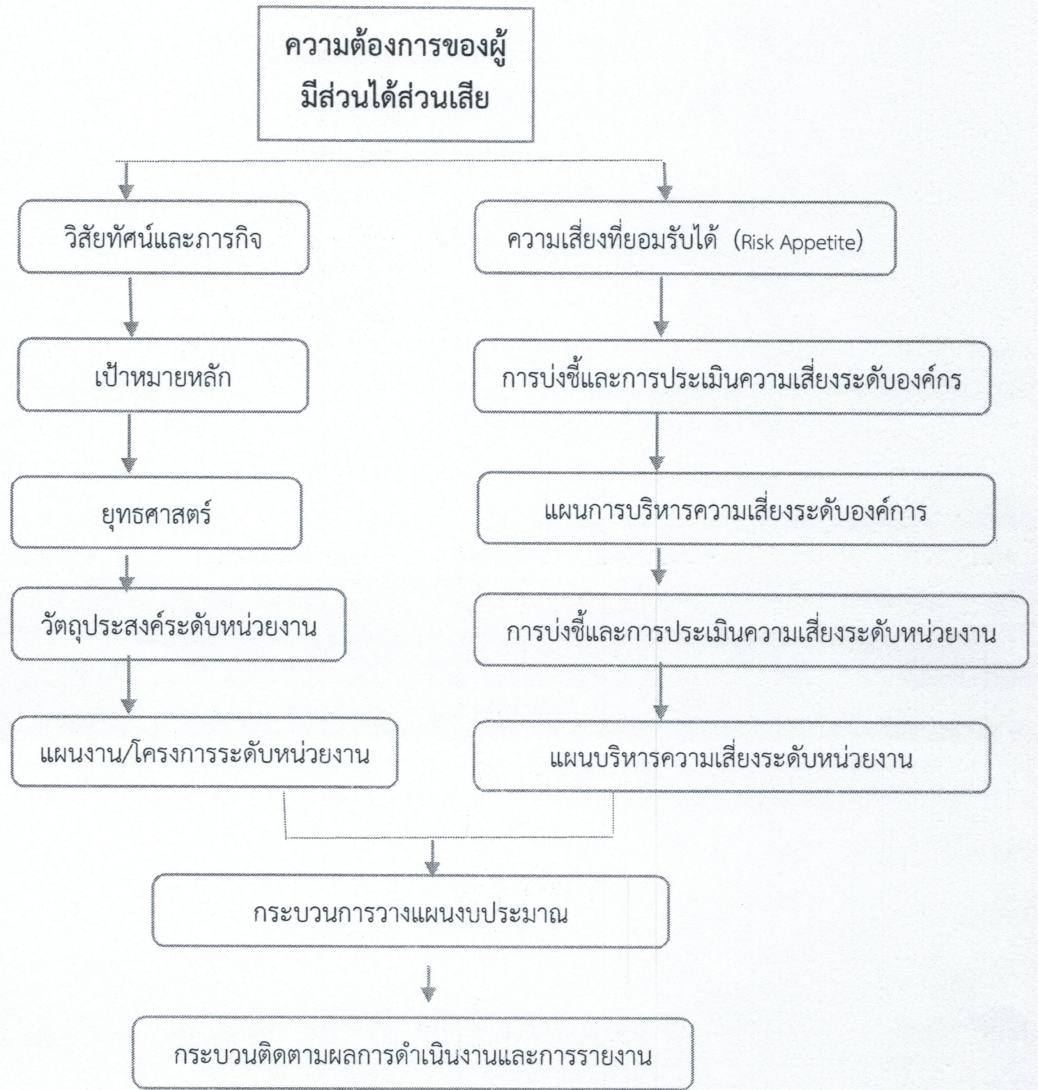 ความต้องการของผู้
มีส่วนได้ส่วนเสีย
วิสัยทัศน์และภารกิจ
ความเสี่ยงที่ยอมรับได้ (Risk Appetite)
เป้าหมายหลัก
การบ่งชี้และการประเมินความเสี่ยงระดับองค์กร
ยุทธศาสตร์
แผนการบริหารความเสี่ยงระดับองค์การ
วัตถุประสงค์ระดับหน่วยงาน
การบ่งชี้และการประเมินความเสี่ยงระดับหน่วยงาน
แผนงาน/โครงการระดับหน่วยงาน
แผนบริหารความเสี่ยงระดับหน่วยงาน
กระบวนการวางแผนงบประมาณ
กระบวนติดตามผลการดำเนินงานและการรายงาน